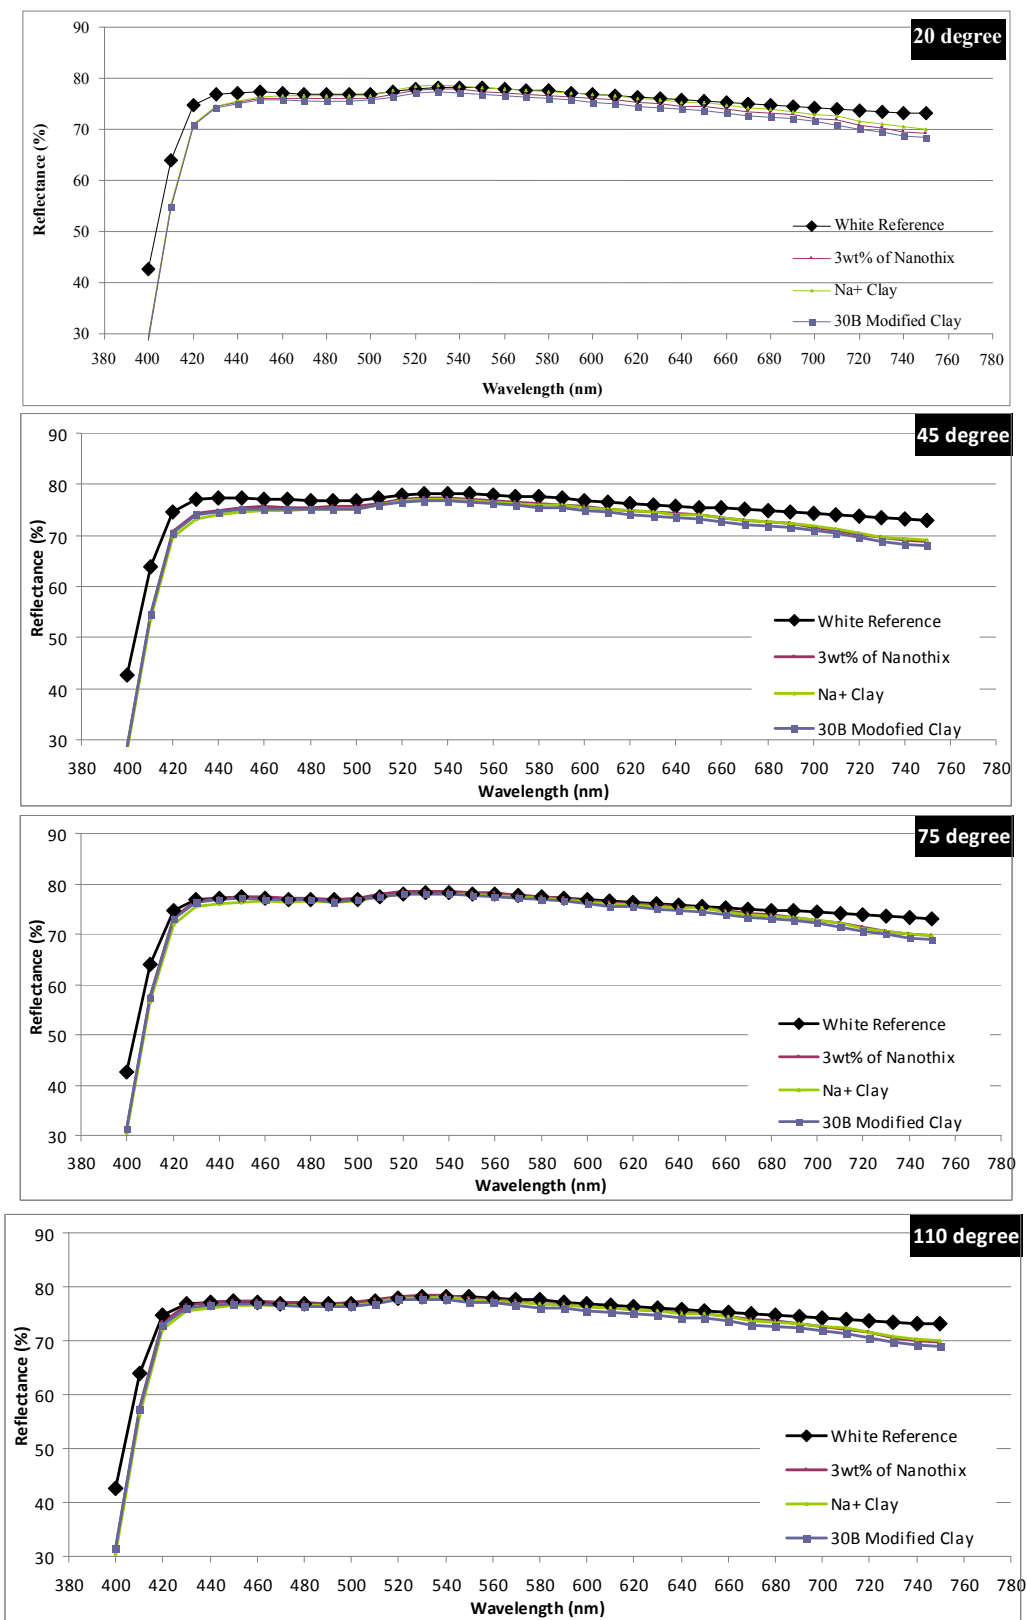 20 degree
90
80
70
60
50
40
30
Reflectance (%)
White Reference
3wt% of Nanothix
Na+ Clay
30B Modified Clay
380 400 420 440 460 480 500 520 540 560 580 600 620 640 660 680 700 720 740 760 780
Wavelength (nm)
45 degree
90
80
70
60
50
40
30
Reflectance (%)
White Reference
3wt% of Nanothix
Na+ Clay
30B Modofied Clay
380 400 420 440 460 480 500 520 540 560 580 600 620 640 660 680 700 720 740 760 780
Wavelength (nm)
75 degree
90
80
70
60
50
40
30
Reflectance (%)
White Reference
3wt% of Nanothix
Na+ Clay
30B Modified Clay
380 400 420 440 460 480 500 520 540 560 580 600 620 640 660 680 700 720 740 760 780
Wavelength (nm)
110 degree
90
80
70
60
50
40
30
Reflectance (%)
White Reference
3wt% of Nanothix
Na+ Clay
30B Modified Clay
380 400 420 440 460 480 500 520 540 560 580 600 620 640 660 680 700 720 740 760 780
Wavelength (nm)